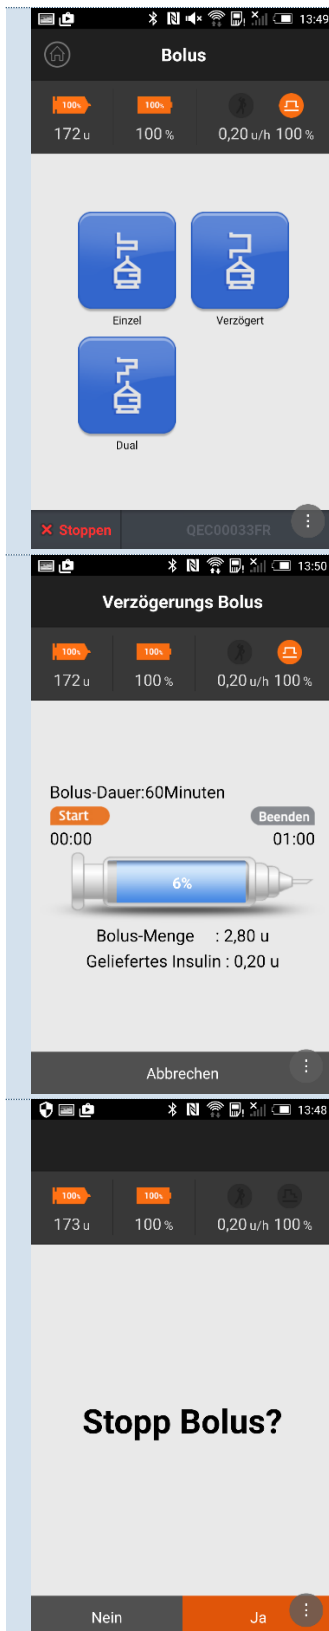 13:49
Bolus
100% 100%
172 u 100 % 0,20 u/h 100 %
Einzel Verzögert
Dual
Stoppen QEC00033FR
13:50
Verzögerungs Bolus
100% 100%
172 u 100 % 0,20 u/h 100 %
Bolus-Dauer:60Minuten
Start Beenden
00:00 01:00
6%
Bolus-Menge : 2,80 u
Geliefertes Insulin : 0,20 u
Abbrechen
13:48
100% 100%
173 u 100 % 0,20 u/h 100 %
Stopp Bolus?
Nein Ja